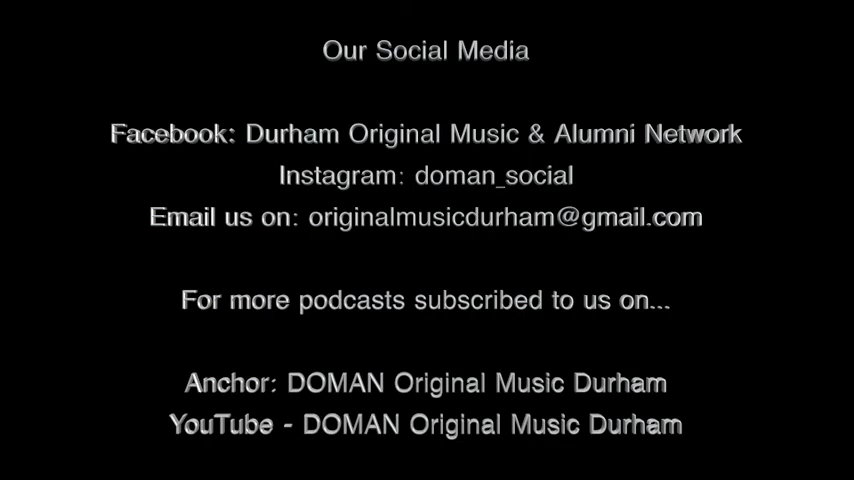 Our Social Media
Facebook: Durham Original Music & Alumni Network
Instagram: doman_social
Email us on: originalmusicdurham@gmail.com
For more podcasts subscribed to us on...
Anchor: DOMAN Original Music Durham
YouTube - DOMAN Original Music Durham